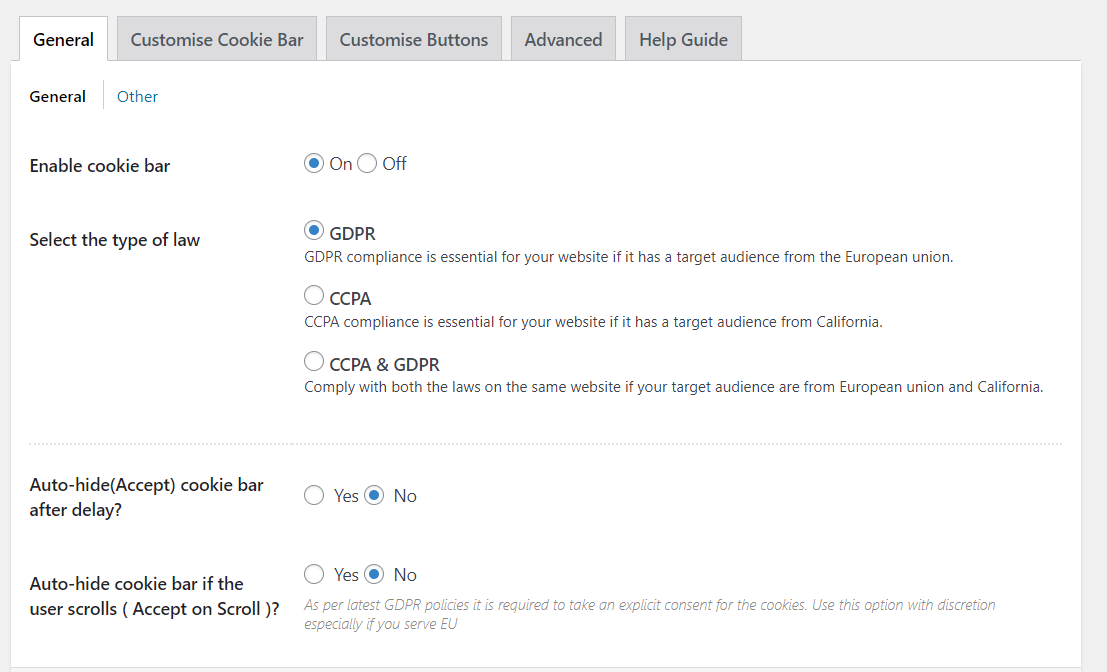 General Customise Cookie Bar Customise Buttons Advanced Help Guide
General Other
Enable cookie bar On Off
Select the type of law GDPR
GDPR compliance is essential for your website if it has a target audience from the European union.
CCPA
CCPA compliance is essential for your website if it has a target audience from California.
CCPA & GDPR
Comply with both the laws on the same website if your target audience are from European union and California.
Auto-hide(Accept) cookie bar
after delay? Yes No
Auto-hide cookie bar if the
user scrolls ( Accept on Scroll )? Yes No
As per latest GDPR policies it is required to take an explicit consent for the cookies. Use this option with discretion
especially if you serve EU